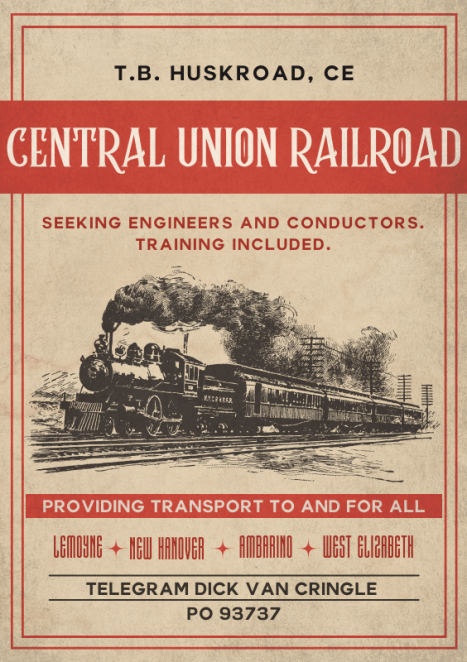 T.B. HUSKROAD, CE
CENTRAL UNION RAILROAD
SEEKING ENGINEERS AND CONDUCTORS.
TRAINING INCLUDED.
PROVIDING TRANSPORT TO AND FOR ALL
LEMOYNE ✦ NEW HANOVER ✦ AMBARINO ✦ WEST ELIZABETH
TELEGRAM DICK VAN CRINGLE
PO 93737